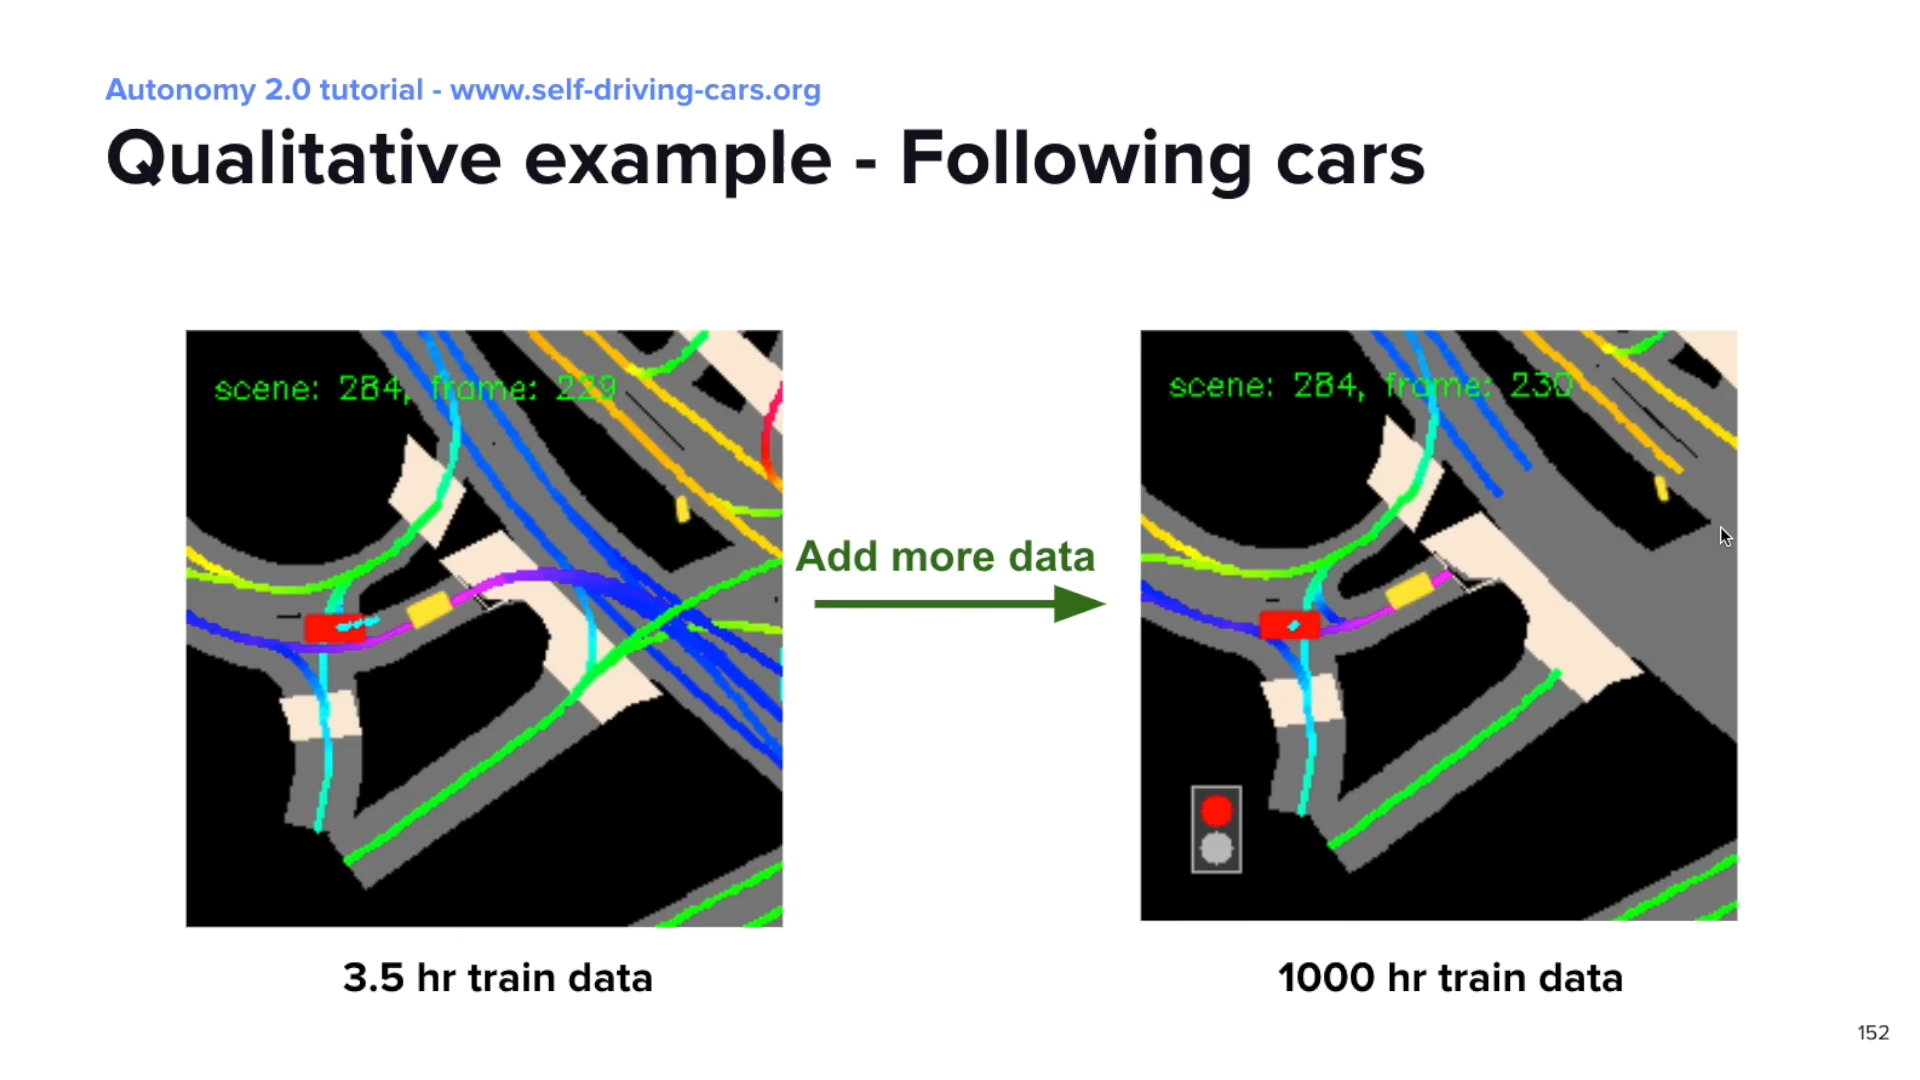 Autonomy 2.0 tutorial - www.self-driving-cars.org
Qualitative example - Following cars
scene: 284, frame: 229
scene: 284, frame: 230
Add more data
3.5 hr train data
1000 hr train data
152